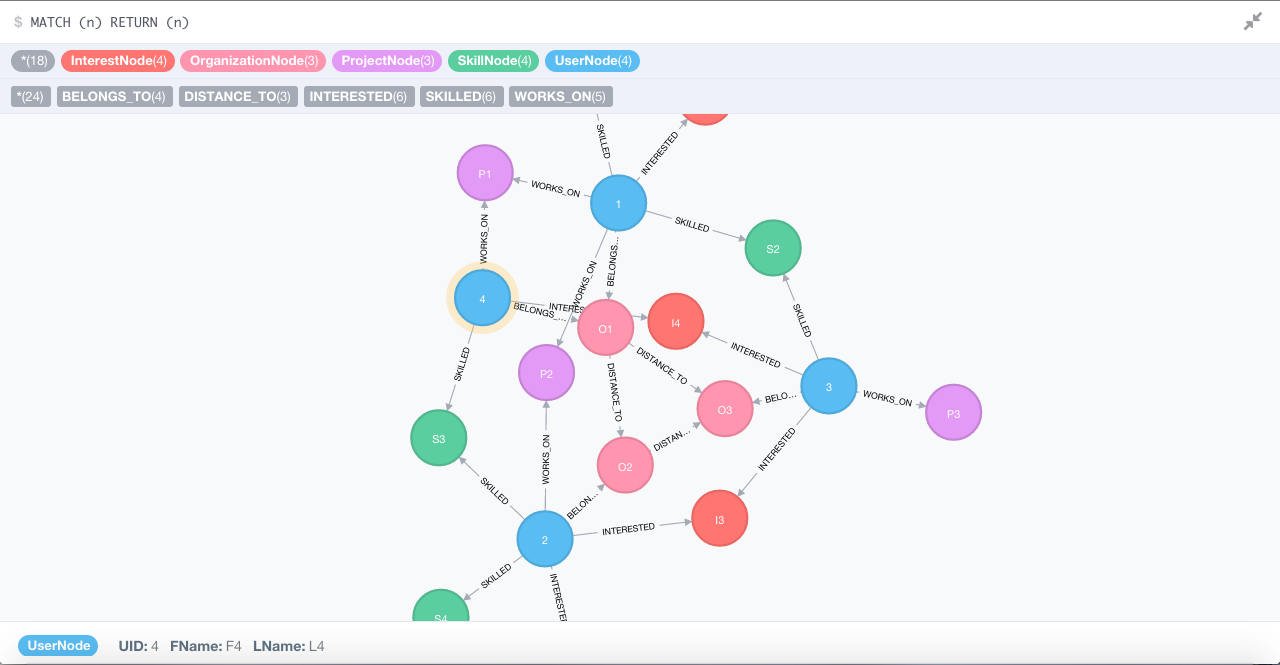 $ MATCH (n) RETURN (n)
*(18) InterestNode(4) OrganizationNode(3) ProjectNode(3) SkillNode(4) UserNode(4)
*(24) BELONGS_TO(4) DISTANCE_TO(3) INTERESTED(6) SKILLED(6) WORKS_ON(5)
SKILLED
INTERESTED
P1
WORKS_ON
1
SKILLED
S2
WORKS_ON
WORKS_ON
BELONGS...
4
INTERES
BELONGS_...
O1
I4
SKILLED
DISTANCE_TO
INTERESTED
SKILLED
P2
DISTANCE_TO
3
BELO...
WORKS_ON
O3
P3
S3
WORKS_ON
DISTAN...
INTERESTED
O2
SKILLED
BELON...
2
INTERESTED
I3
SKILLED
INTERESTED
S4
UserNode UID: 4 FName: F4 LName: L4